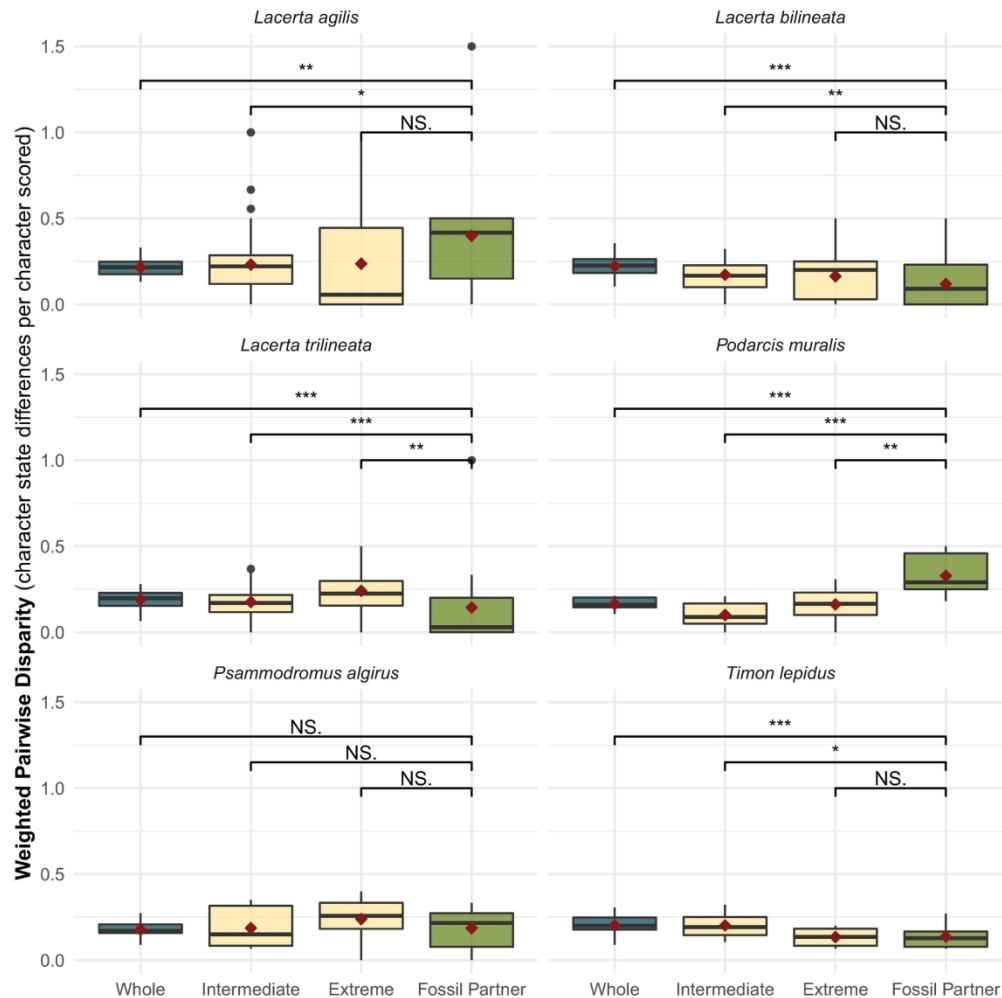 Lacerta agilis
Lacerta bilineata
Weighted Pairwise Disparity (character state differences per character scored)
1.5
1.0
0.5
0.0
**
*
NS.
***
**
NS.
Lacerta trilineata
Podarcis muralis
1.5
1.0
0.5
0.0
***
***
**
***
***
**
Psammodromus algirus
Timon lepidus
1.5
1.0
0.5
0.0
NS.
NS.
NS.
***
*
NS.
Whole Intermediate Extreme Fossil Partner
Whole Intermediate Extreme Fossil Partner